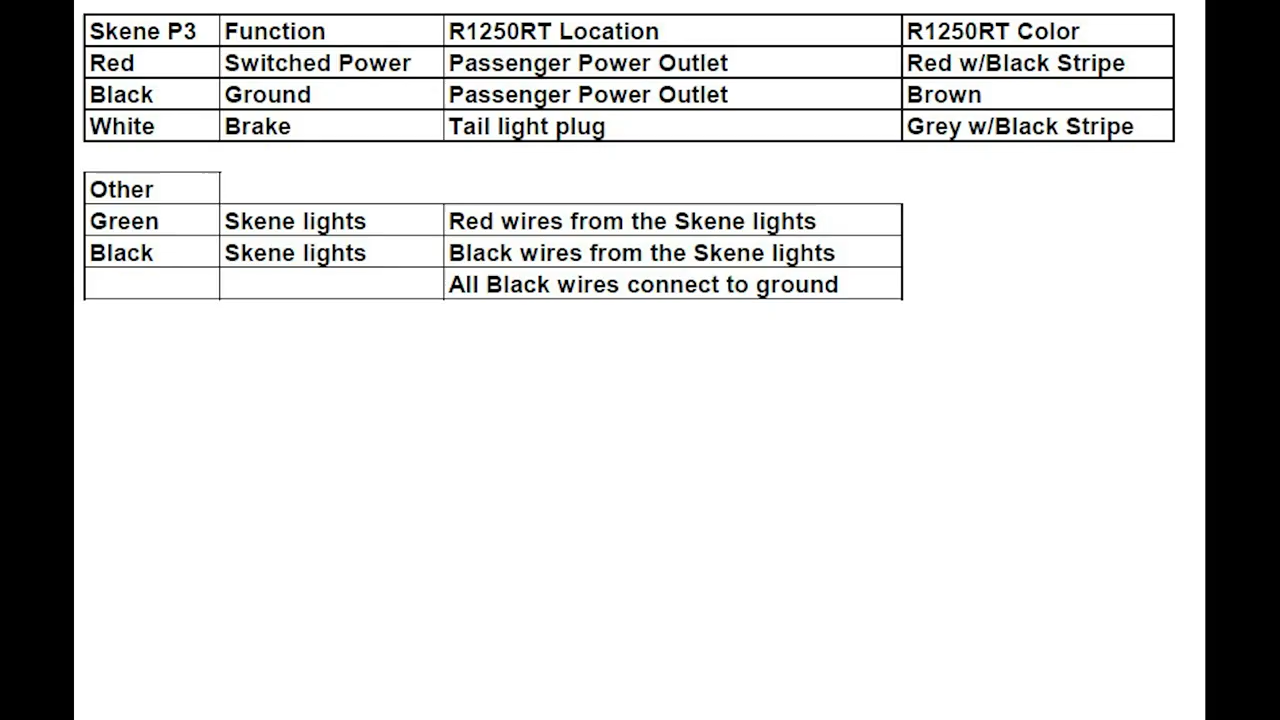 Skene P3 Function R1250RT Location R1250RT Color
Red Switched Power Passenger Power Outlet Red w/Black Stripe
Black Ground Passenger Power Outlet Brown
White Brake Tail light plug Grey w/Black Stripe
Other
Green Skene lights Red wires from the Skene lights
Black Skene lights Black wires from the Skene lights
All Black wires connect to ground